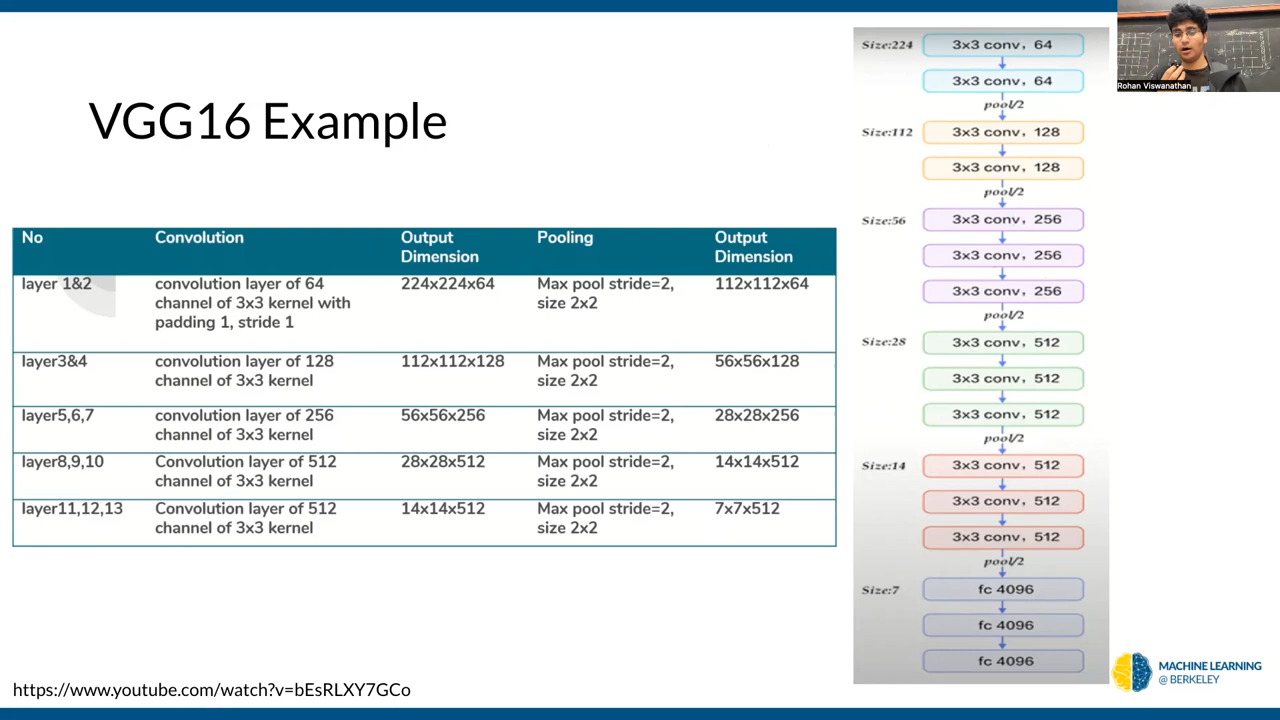 VGG16 Example
No Convolution Output Dimension Pooling Output Dimension
layer 1&2 convolution layer of 64 channel of 3x3 kernel with padding 1, stride 1 224x224x64 Max pool stride=2, size 2x2 112x112x64
layer3&4 convolution layer of 128 channel of 3x3 kernel 112x112x128 Max pool stride=2, size 2x2 56x56x128
layer5,6,7 convolution layer of 256 channel of 3x3 kernel 56x56x256 Max pool stride=2, size 2x2 28x28x256
layer8,9,10 Convolution layer of 512 channel of 3x3 kernel 28x28x512 Max pool stride=2, size 2x2 14x14x512
layer11,12,13 Convolution layer of 512 channel of 3x3 kernel 14x14x512 Max pool stride=2, size 2x2 7x7x512
https://www.youtube.com/watch?v=bEsRLXY7GCo
Size:224 3x3 conv, 64
3x3 conv, 64
pool/2
Size:112 3x3 conv, 128
3x3 conv, 128
pool/2
Size:56 3x3 conv, 256
3x3 conv, 256
3x3 conv, 256
pool/2
Size:28 3x3 conv, 512
3x3 conv, 512
3x3 conv, 512
pool/2
Size:14 3x3 conv, 512
3x3 conv, 512
3x3 conv, 512
pool/2
Size:7 fc 4096
fc 4096
fc 4096
Rohan Viswanathan
MACHINE LEARNING
@ BERKELEY